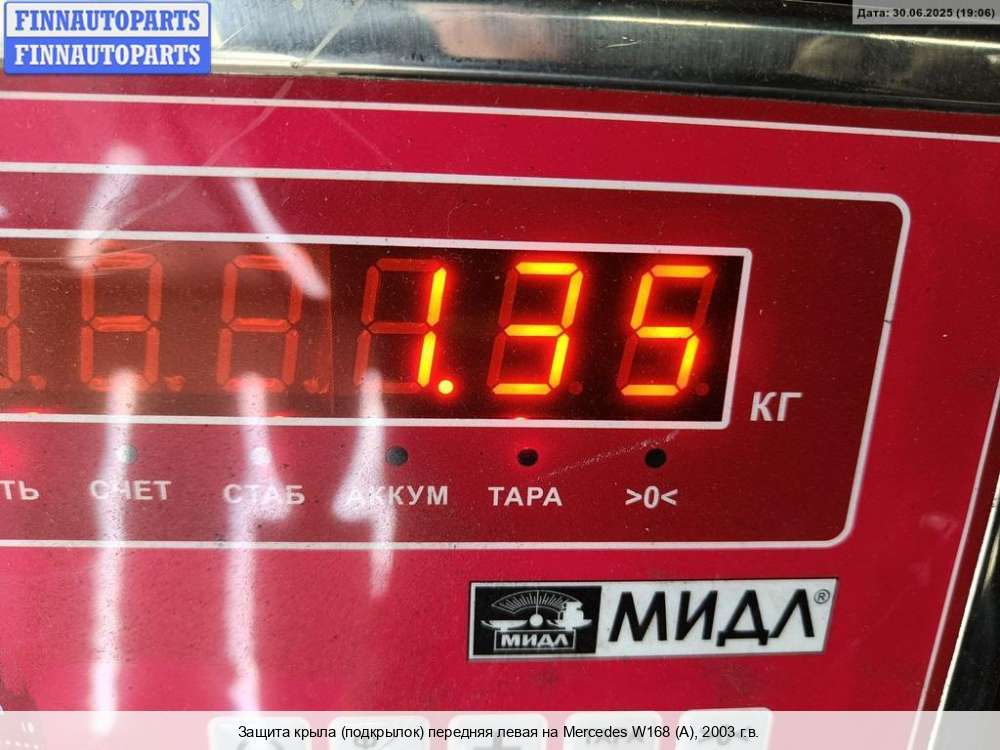 FINNAUTOPARTS
FINNAUTOPARTS
Дата: 30.06.2025 (19:06)
1.35
КГ
ТЬ СЧЕТ СТАБ АККУМ ТАРА >0<
МИДЛ
МИДЛ®
Защита крыла (подкрылок) передняя левая на Mercedes W168 (A), 2003 г.в.